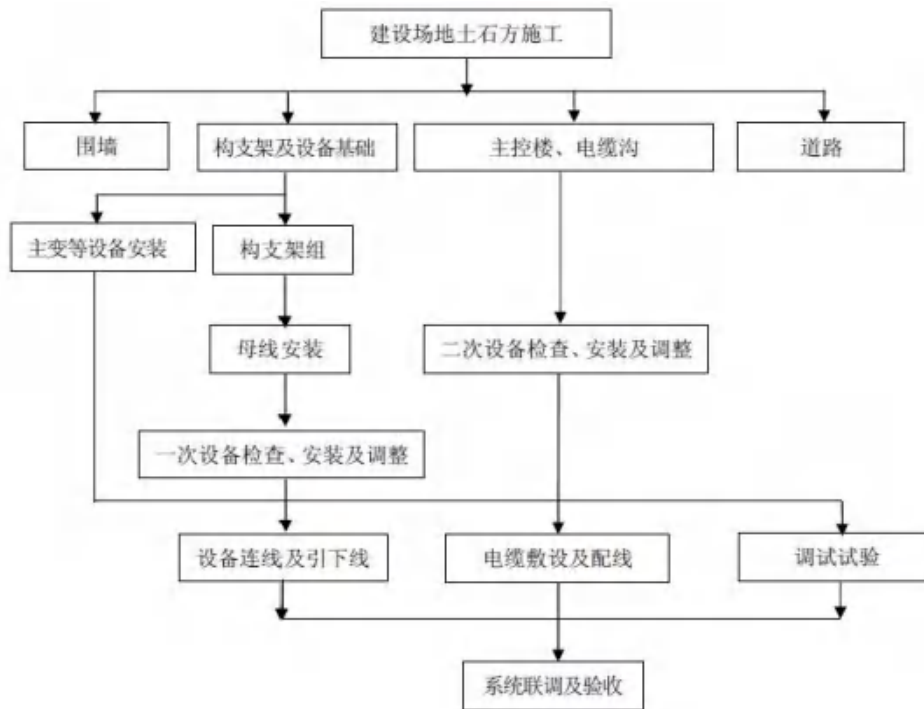 建设场地土石方施工
围墙
构支架及设备基础
主控楼、电缆沟
道路
主变等设备安装
构支架组
母线安装
二次设备检查、安装及调整
一次设备检查、安装及调整
设备连线及引下线
电缆敷设及配线
调试试验
系统联调及验收